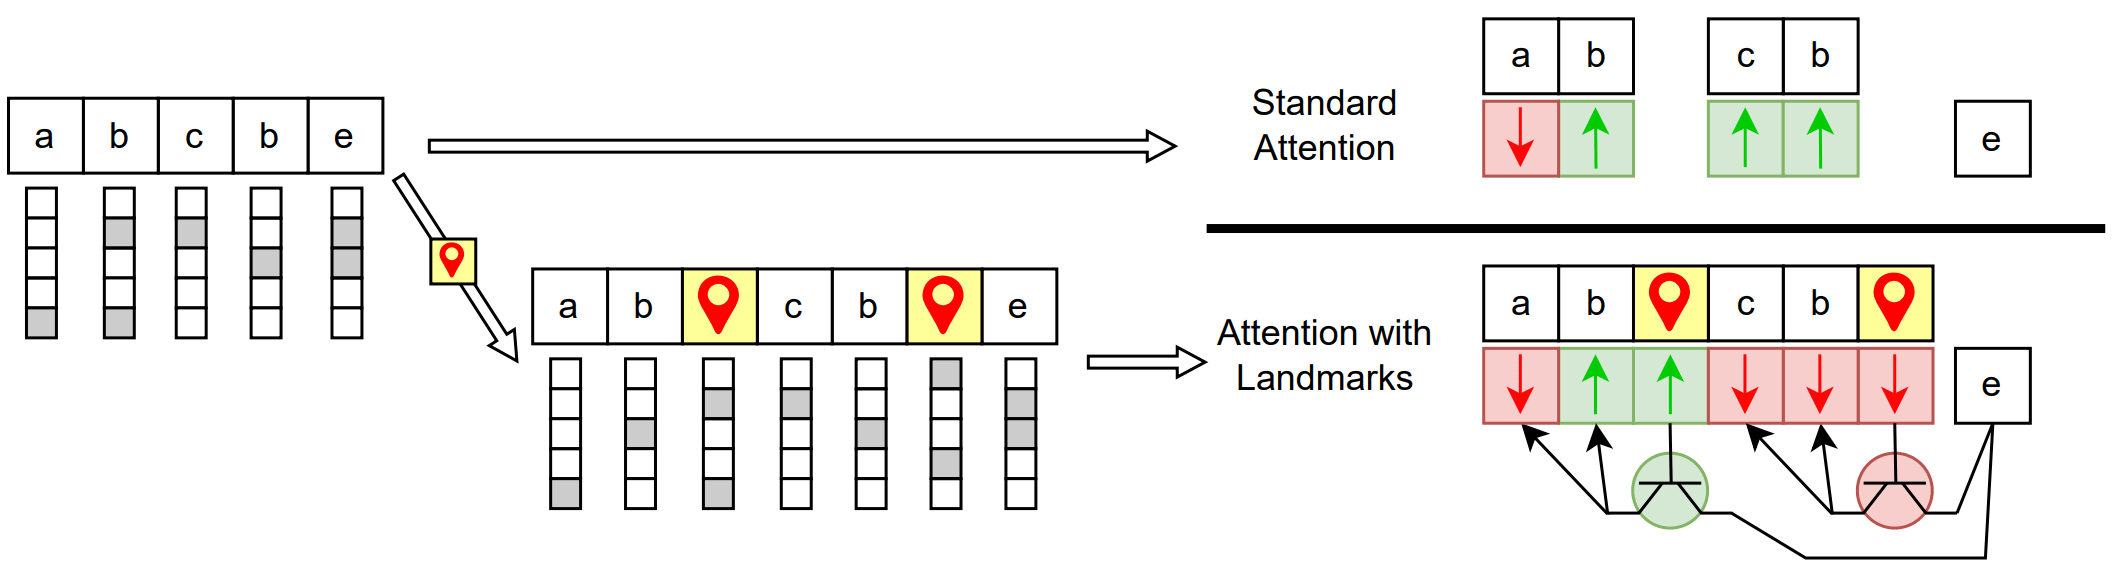 a b c b e
Standard
Attention
a b
c b
e
a b c b e
Attention with
Landmarks
a b c b
e